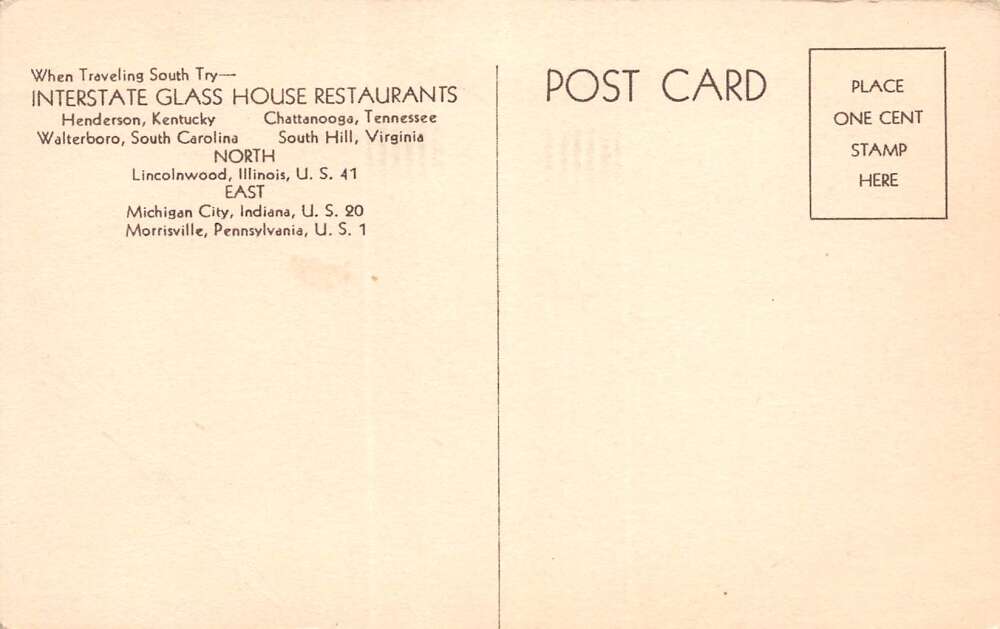 When Traveling South Try—
INTERSTATE GLASS HOUSE RESTAURANTS
Henderson, Kentucky Chattanooga, Tennessee
Walterboro, South Carolina South Hill, Virginia
NORTH
Lincolnwood, Illinois, U. S. 41
EAST
Michigan City, Indiana, U. S. 20
Morrisville, Pennsylvania, U. S. 1
POST CARD
PLACE
ONE CENT
STAMP
HERE